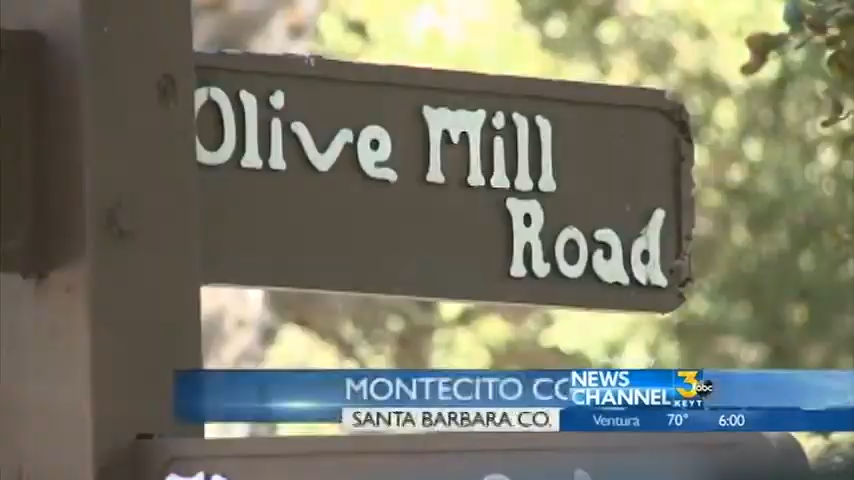 Olive Mill
Road
MONTECITO CO
SANTA BARBARA CO.
NEWS
CHANNEL 3 abc
KEYT
Ventura 70° 6:00